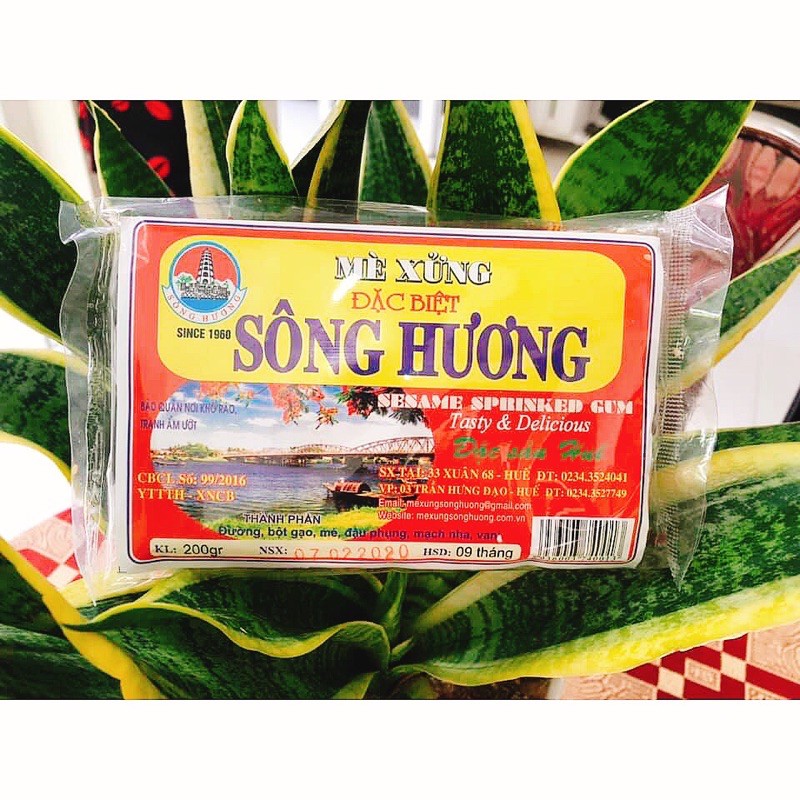 MÈ XỬNG
ĐẶC BIỆT
SÔNG HƯƠNG
SÔNG HƯƠNG
SINCE 1960
SESAME SPRINKED GUM
Tasty & Delicious
Đặc sản Huế
BẢO QUẢN NƠI KHÔ RÁO,
TRÁNH ẨM ƯỚT
CBCL Số: 99/2016
YTTTH - XNCB
SX TẠI: 33 XUÂN 68 - HUẾ ĐT: 0234.3524041
VP: 03 TRẦN HƯNG ĐẠO - HUẾ ĐT: 0234.3527749
Email: mexungsonghuong@gmail.com
Website: mexungsonghuong.com.vn
THÀNH PHẦN
Đường, bột gạo, mè, đậu phụng, mạch nha, vani
KL: 200gr NSX: 07 022020 HSD: 09 tháng